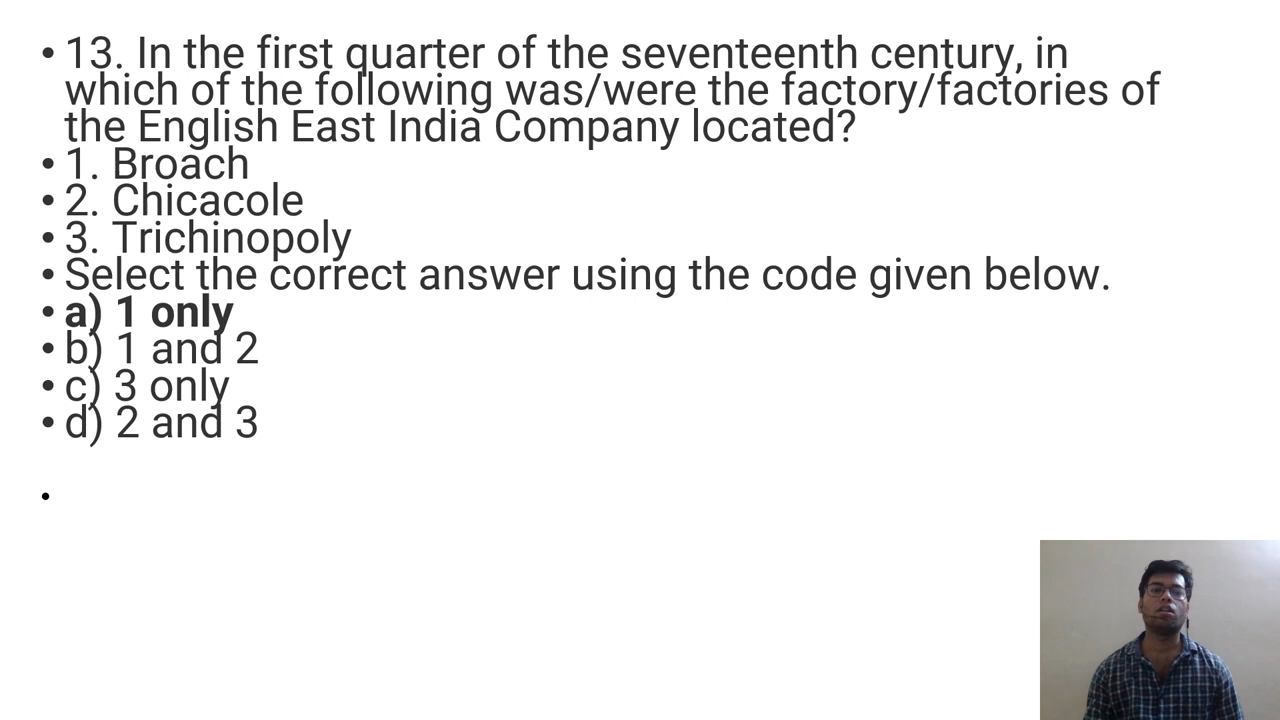 • 13. In the first quarter of the seventeenth century, in
which of the following was/were the factory/factories of
the English East India Company located?
• 1. Broach
• 2. Chicacole
• 3. Trichinopoly
• Select the correct answer using the code given below.
• a) 1 only
• b) 1 and 2
• c) 3 only
• d) 2 and 3
•